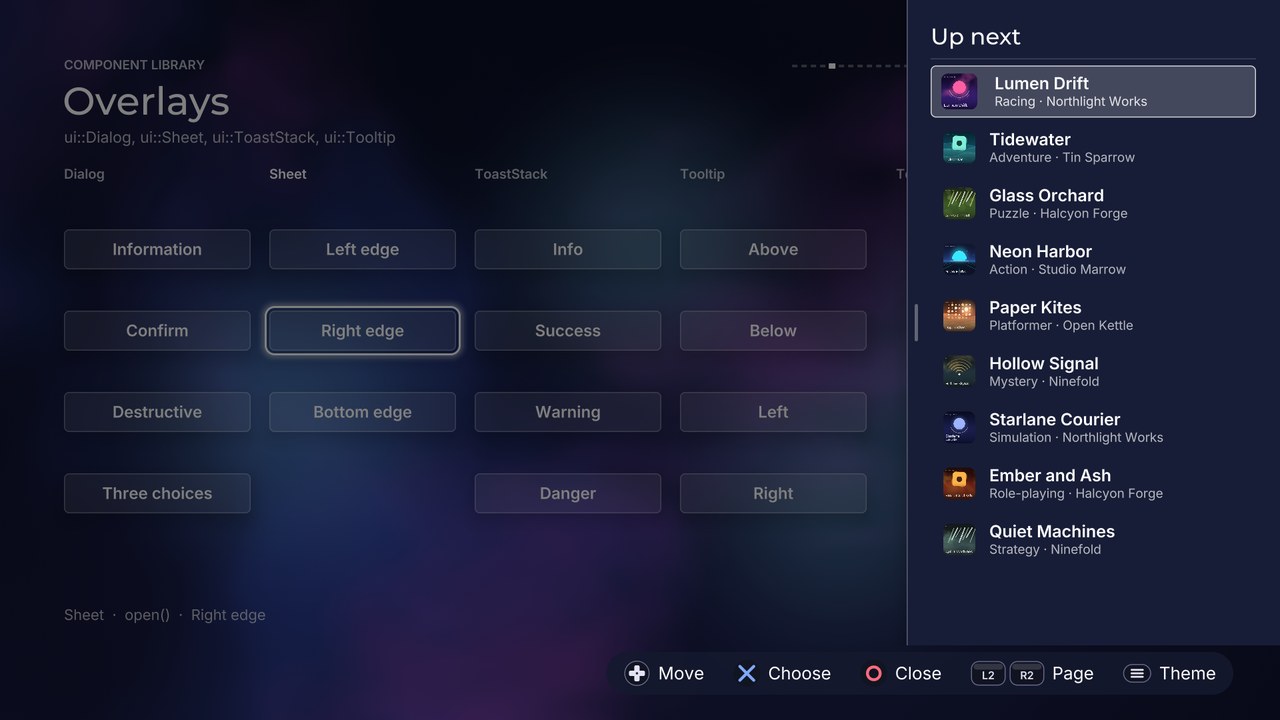 COMPONENT LIBRARY
Overlays
ui::Dialog, ui::Sheet, ui::ToastStack, ui::Tooltip
Dialog
Sheet
ToastStack
Tooltip
Information
Left edge
Info
Above
Confirm
Right edge
Success
Below
Destructive
Bottom edge
Warning
Left
Three choices
Danger
Right
Sheet · open() · Right edge
Up next
Lumen Drift
Racing · Northlight Works
Tidewater
Adventure · Tin Sparrow
Glass Orchard
Puzzle · Halcyon Forge
Neon Harbor
Action · Studio Marrow
Paper Kites
Platformer · Open Kettle
Hollow Signal
Mystery · Ninefold
Starlane Courier
Simulation · Northlight Works
Ember and Ash
Role-playing · Halcyon Forge
Quiet Machines
Strategy · Ninefold
Move
Choose
Close
L2 R2 Page
Theme